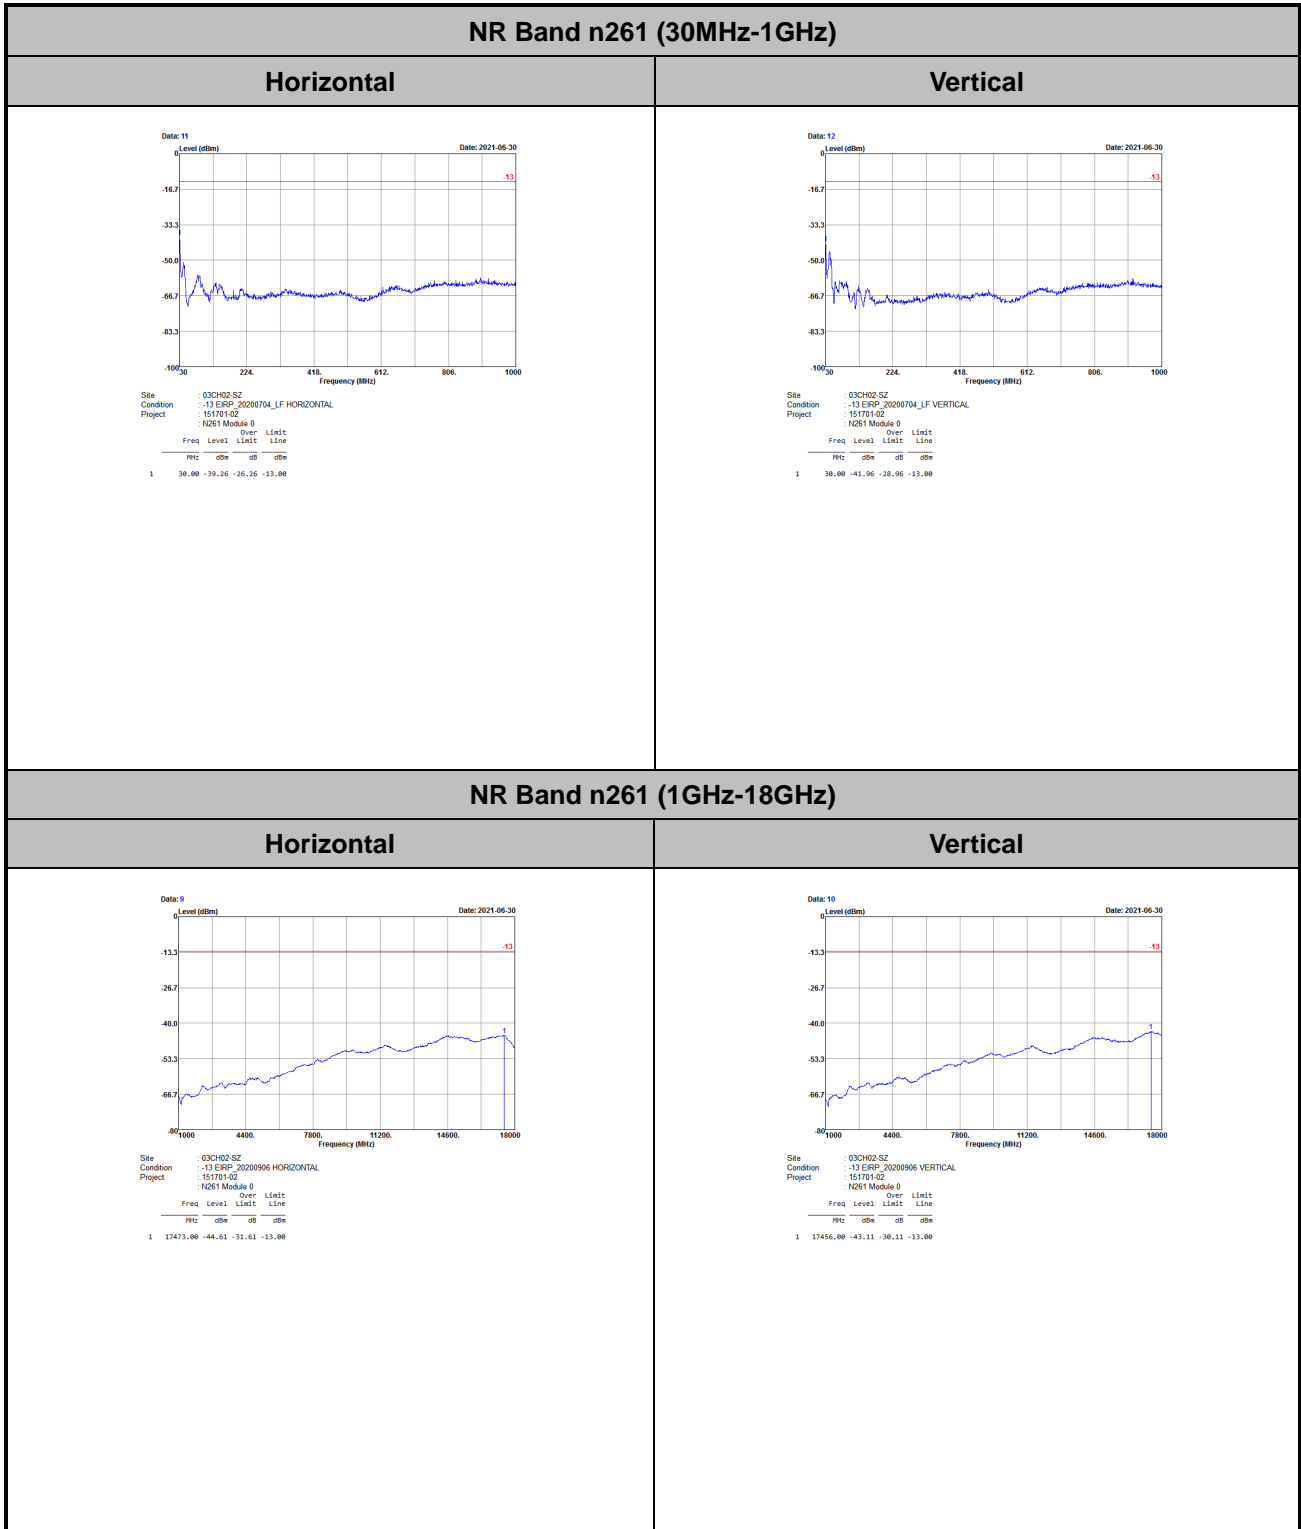 NR Band n261 (30MHz-1GHz)
Horizontal
Vertical
Data: 11
Level (dBm)
Date: 2021-06-30
0
-13
-16.7
-33.3
-50.0
-66.7
-83.3
-100
30
224.
418.
612.
806.
1000
Frequency (MHz)
Site : 03CH02-SZ
Condition : -13 EIRP_20200704_LF HORIZONTAL
Project : 151701-02
: N261 Module 0
Over Limit
Freq Level Limit Line
MHz dBm dB dBm
1 30.00 -39.26 -26.26 -13.00
Data: 12
Level (dBm)
Date: 2021-06-30
0
-13
-16.7
-33.3
-50.0
-66.7
-83.3
-100
30
224.
418.
612.
806.
1000
Frequency (MHz)
Site : 03CH02-SZ
Condition : -13 EIRP_20200704_LF VERTICAL
Project : 151701-02
: N261 Module 0
Over Limit
Freq Level Limit Line
MHz dBm dB dBm
1 30.00 -41.96 -28.96 -13.00
NR Band n261 (1GHz-18GHz)
Horizontal
Vertical
Data: 9
Level (dBm)
Date: 2021-06-30
0
-13
-13.3
-26.7
-40.0
1
-53.3
-66.7
-80
1000
4400.
7800.
11200.
14600.
18000
Frequency (MHz)
Site : 03CH02-SZ
Condition : -13 EIRP_20200906 HORIZONTAL
Project : 151701-02
: N261 Module 0
Over Limit
Freq Level Limit Line
MHz dBm dB dBm
1 17473.00 -44.61 -31.61 -13.00
Data: 10
Level (dBm)
Date: 2021-06-30
0
-13
-13.3
-26.7
-40.0
1
-53.3
-66.7
-80
1000
4400.
7800.
11200.
14600.
18000
Frequency (MHz)
Site : 03CH02-SZ
Condition : -13 EIRP_20200906 VERTICAL
Project : 151701-02
: N261 Module 0
Over Limit
Freq Level Limit Line
MHz dBm dB dBm
1 17456.00 -43.11 -30.11 -13.00